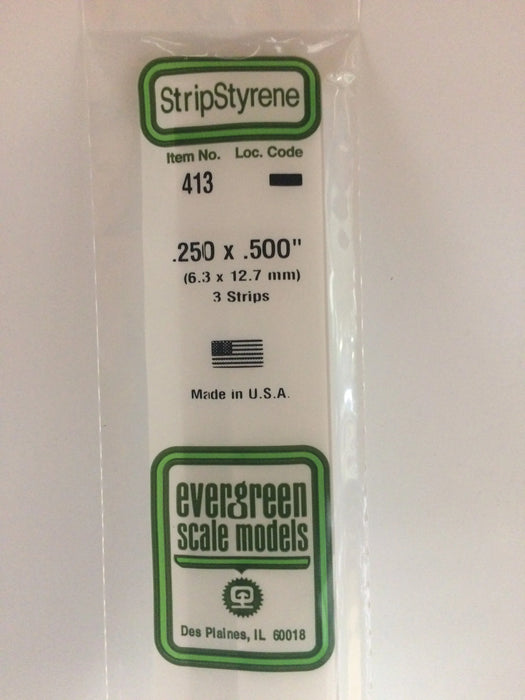 StripStyrene
Item No. Loc. Code
413
.250 x .500"
(6.3 x 12.7 mm)
3 Strips
Made in U.S.A.
evergreen
scale models
Des Plaines, IL 60018